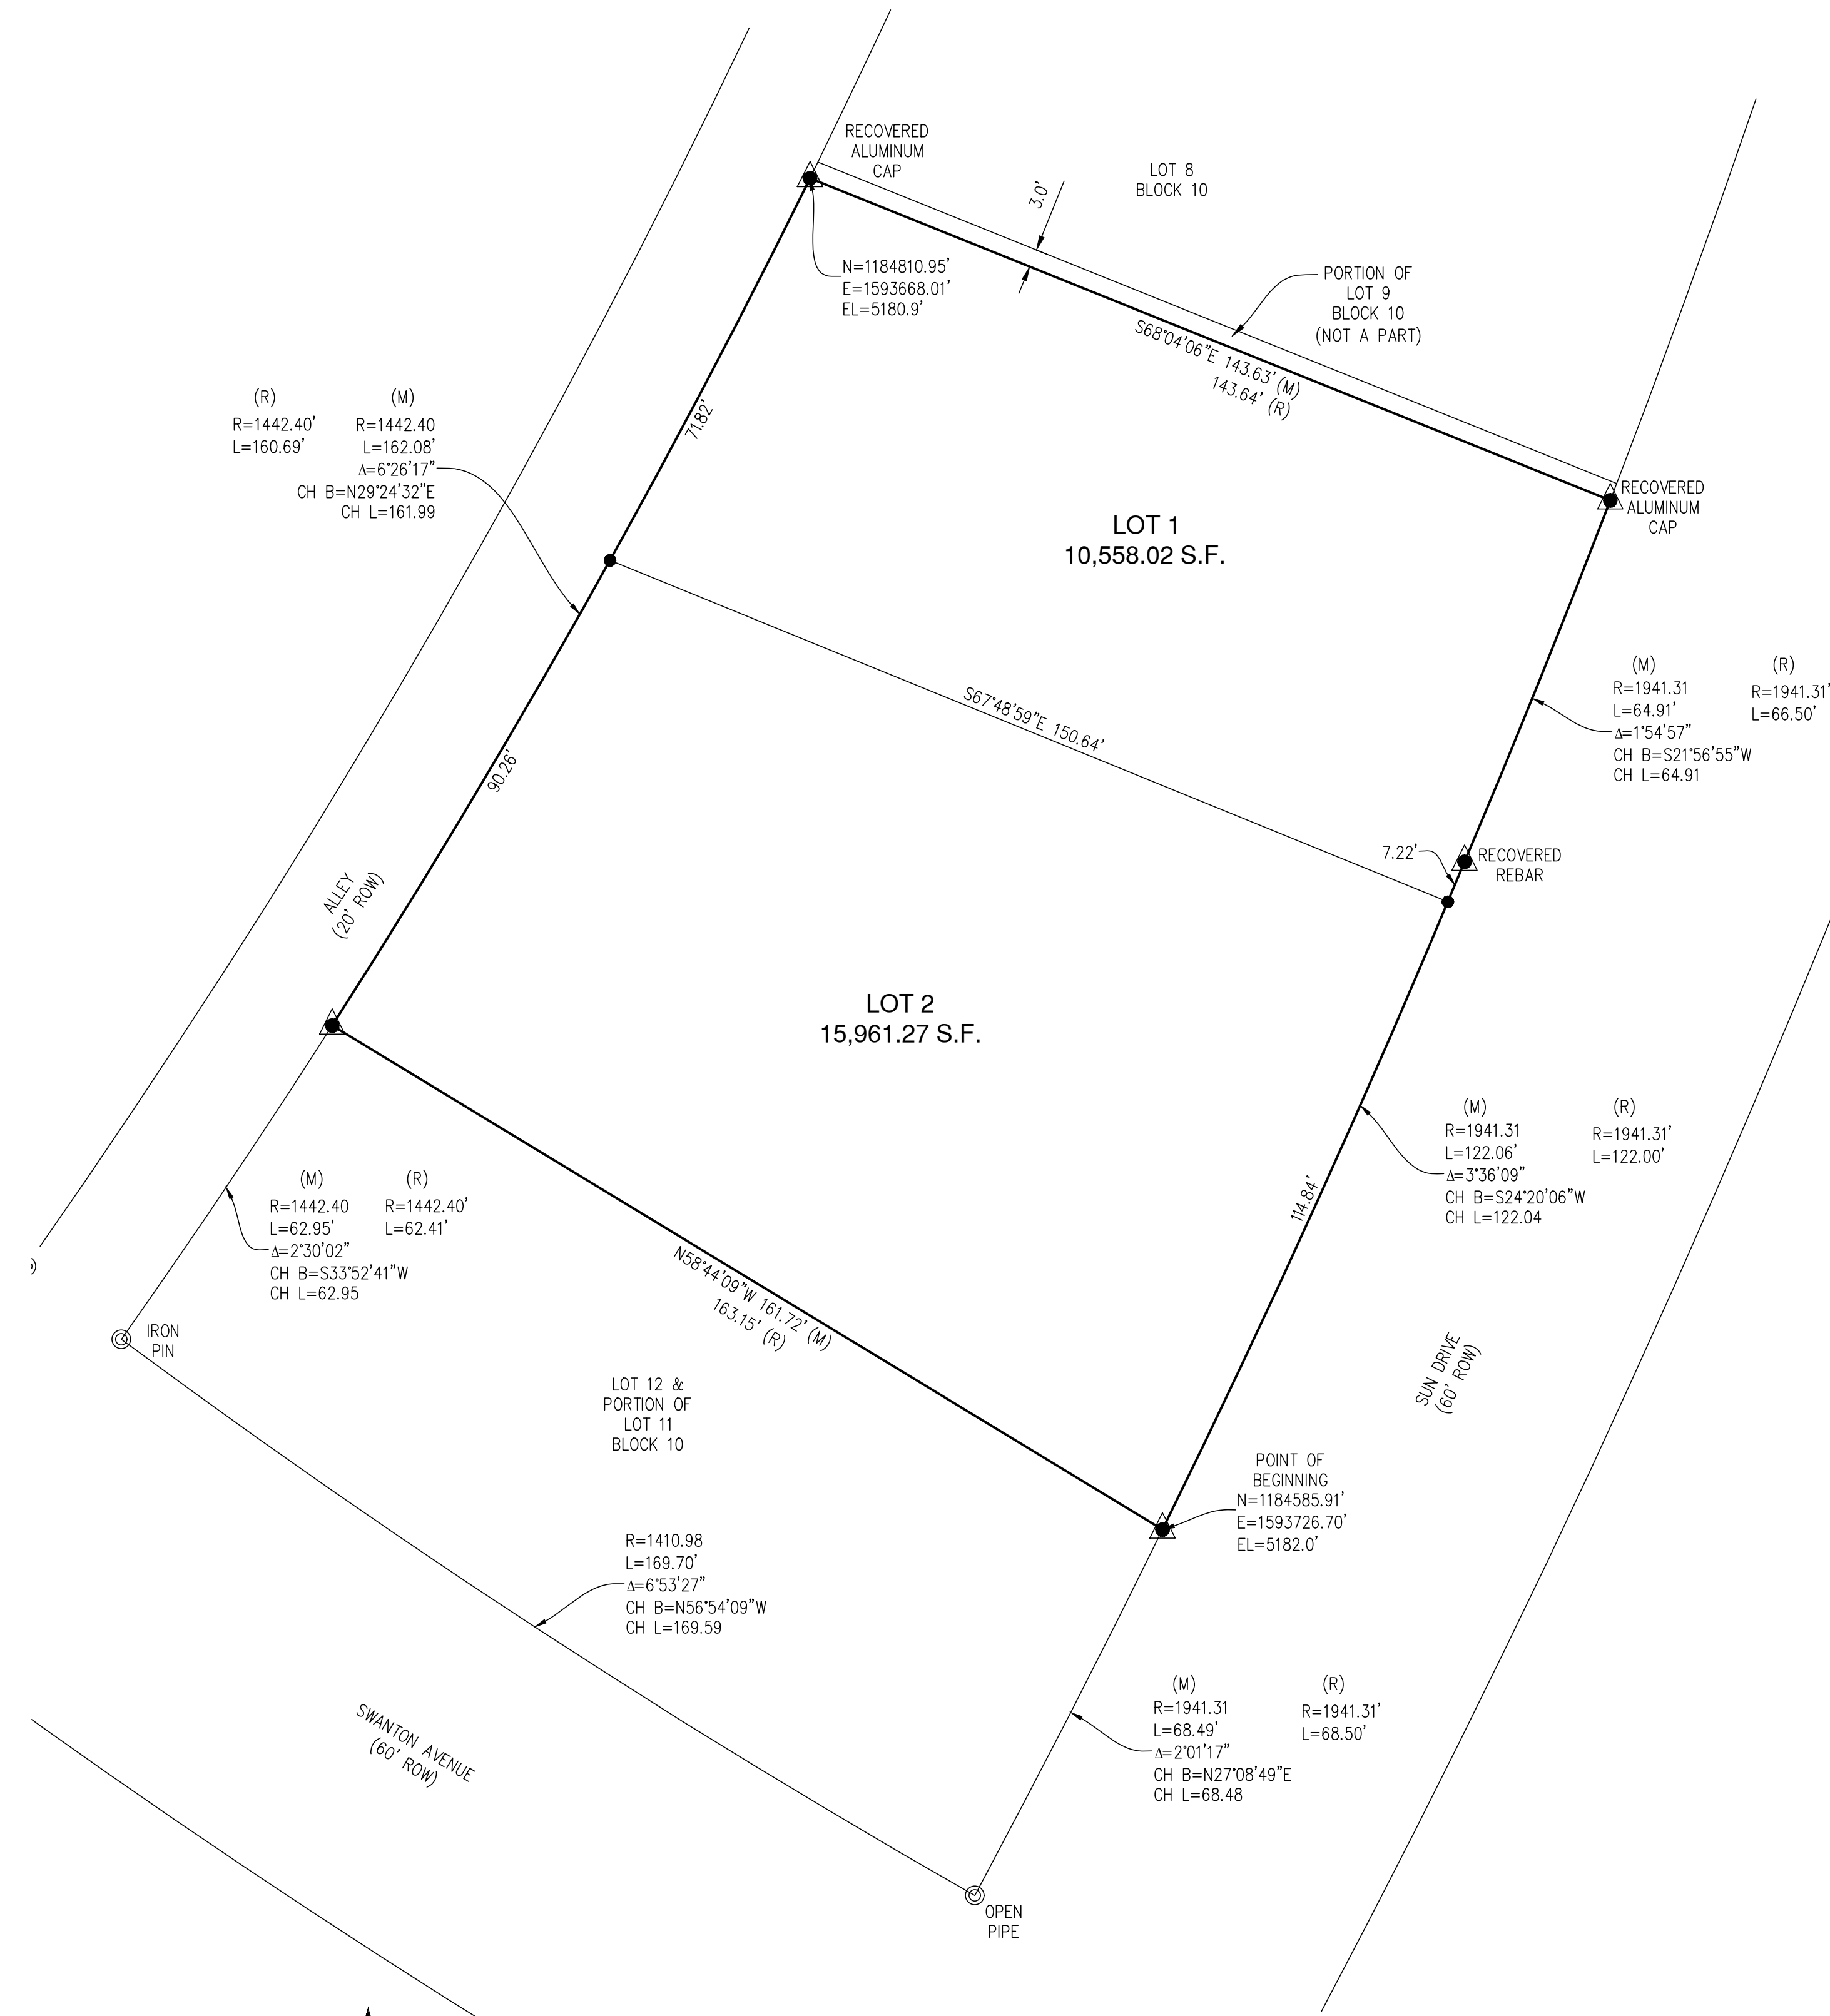 RECOVERED
ALUMINUM
CAP
LOT 8
BLOCK 10
3.0'
N=1184810.95'
E=1593668.01'
EL=5180.9'
PORTION OF
LOT 9
BLOCK 10
(NOT A PART)
S68°04'06"E 143.63' (M)
143.64' (R)
(R)
R=1442.40'
L=160.69'
(M)
R=1442.40
L=162.08'
Δ=6°26'17"
CH B=N29°24'32"E
CH L=161.99
71.82'
RECOVERED
ALUMINUM
CAP
LOT 1
10,558.02 S.F.
(M)
R=1941.31
L=64.91'
Δ=1°54'57"
CH B=S21°56'55"W
CH L=64.91
(R)
R=1941.31'
L=66.50'
S67°48'59"E 150.64'
90.26'
7.22'
RECOVERED
REBAR
ALLEY
(20' ROW)
LOT 2
15,961.27 S.F.
(M)
R=1941.31
L=122.06'
Δ=3°36'09"
CH B=S24°20'06"W
CH L=122.04
(R)
R=1941.31'
L=122.00'
114.84'
(M)
R=1442.40
L=62.95'
Δ=2°30'02"
CH B=S33°52'41"W
CH L=62.95
(R)
R=1442.40'
L=62.41'
N58°44'09"W 161.72' (M)
163.15' (R)
IRON
PIN
LOT 12 &
PORTION OF
LOT 11
BLOCK 10
SUN DRIVE
(60' ROW)
POINT OF
BEGINNING
N=1184585.91'
E=1593726.70'
EL=5182.0'
R=1410.98
L=169.70'
Δ=6°53'27"
CH B=N56°54'09"W
CH L=169.59
SWANTON AVENUE
(60' ROW)
(M)
R=1941.31
L=68.49'
Δ=2°01'17"
CH B=N27°08'49"E
CH L=68.48
(R)
R=1941.31'
L=68.50'
OPEN
PIPE